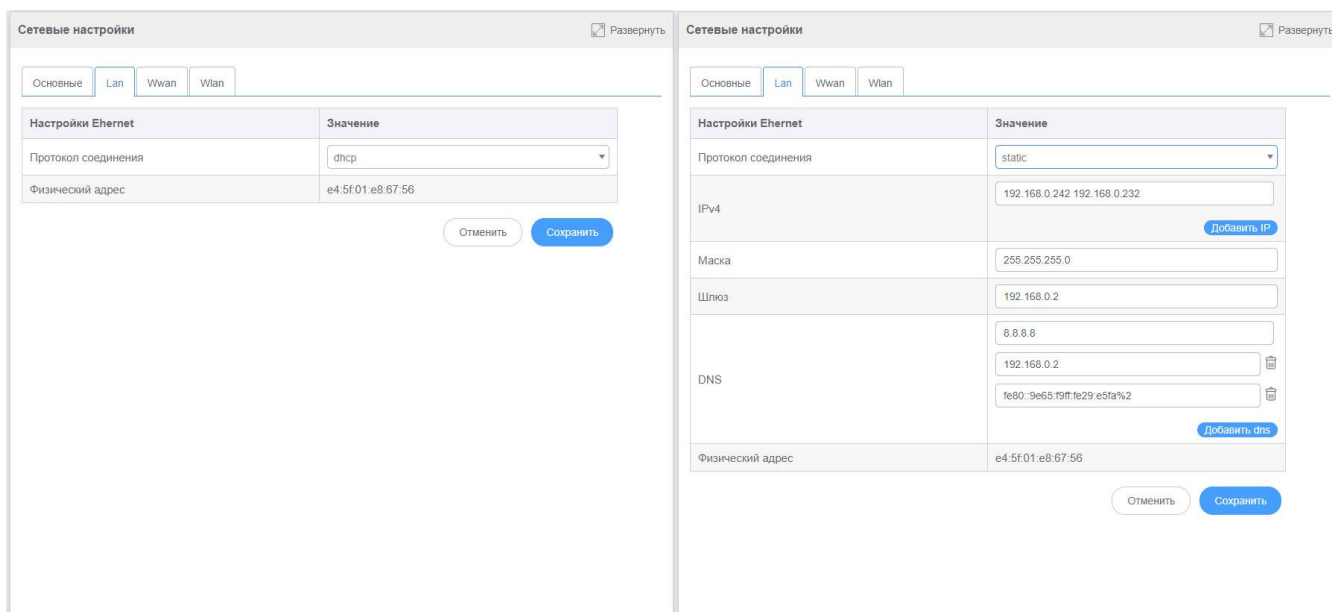 Сетевые настройки
Развернуть
Основные Lan Wwan Wlan
Настройки Ehernet Значение
Протокол соединения dhcp
Физический адрес e4:5f:01:e8:67:56
Отменить Сохранить
Сетевые настройки
Развернуть
Основные Lan Wwan Wlan
Настройки Ehernet Значение
Протокол соединения static
IPv4 192.168.0.242 192.168.0.232
Добавить IP
Маска 255.255.255.0
Шлюз 192.168.0.2
DNS
8.8.8.8
192.168.0.2
fe80::9e65:f9ff:fe29:e5fa%2
Добавить dns
Физический адрес e4:5f:01:e8:67:56
Отменить Сохранить